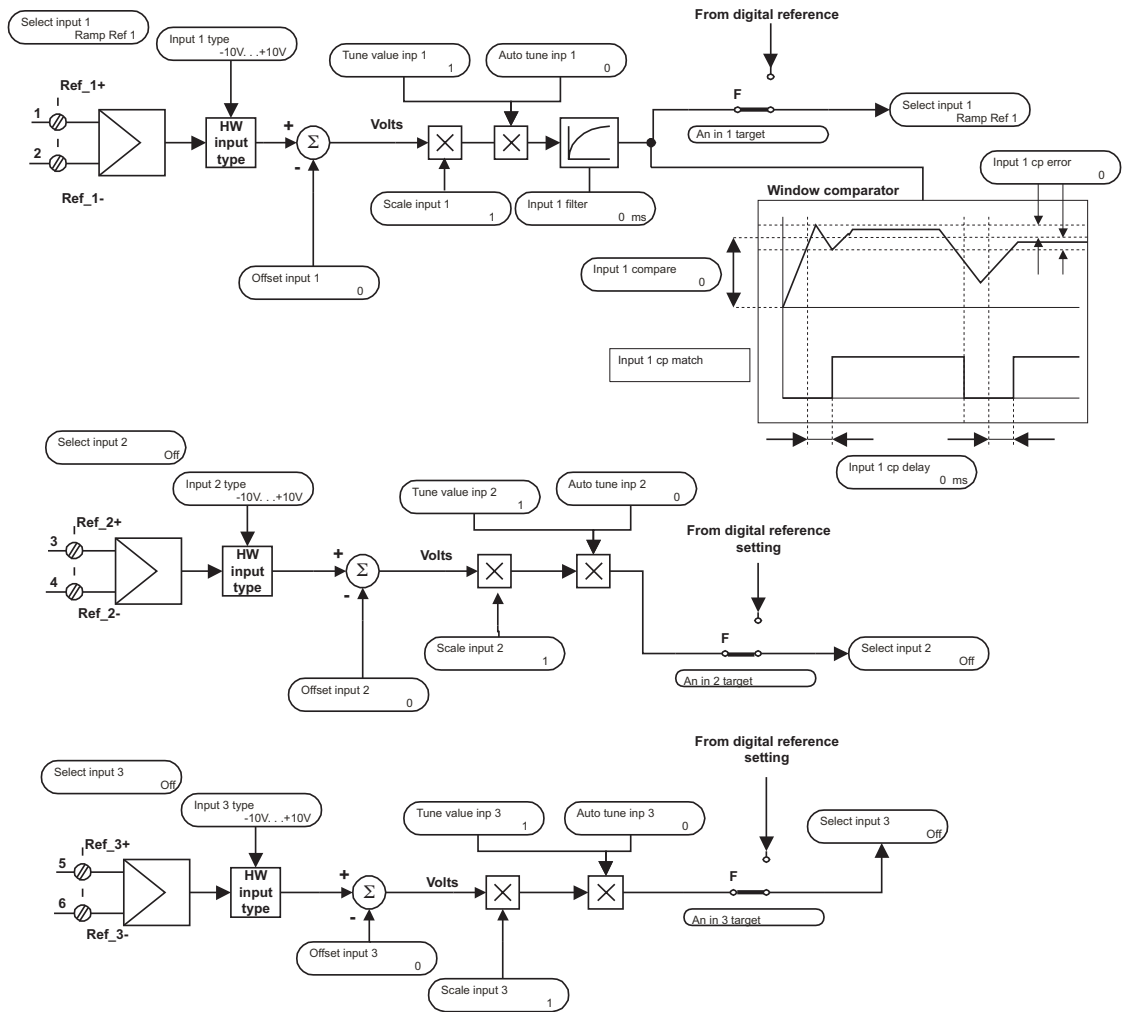 From digital reference
Select input 1
Ramp Ref 1
Input 1 type
-10V. . .+10V
Tune value inp 1
1
Auto tune inp 1
0
Ref_1+
1
2
Ref_1-
HW
input
type
+
Σ
-
Volts
F
An in 1 target
Select input 1
Ramp Ref 1
Scale input 1
1
Input 1 filter
0 ms
Offset input 1
0
Input 1 cp error
0
Window comparator
Input 1 compare
0
Input 1 cp match
Input 1 cp delay
0 ms
Select input 2
Off
Input 2 type
-10V. . .+10V
Tune value inp 2
1
Auto tune inp 2
0
Ref_2+
3
4
Ref_2-
HW
input
type
+
Σ
-
Volts
From digital reference
setting
F
An in 2 target
Select input 2
Off
Scale input 2
1
Offset input 2
0
Select input 3
Off
Input 3 type
-10V. . .+10V
Tune value inp 3
1
Auto tune inp 3
0
From digital reference
setting
Select input 3
Off
Ref_3+
5
6
Ref_3-
HW
input
type
+
Σ
-
Volts
F
An in 3 target
Offset input 3
0
Scale input 3
1